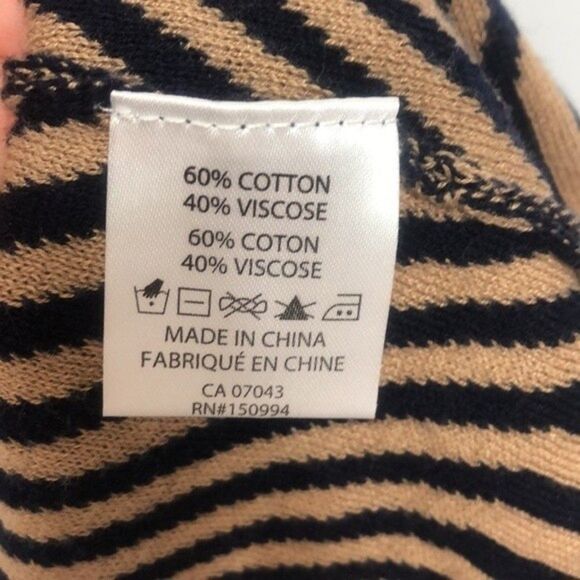 60% COTTON
40% VISCOSE
60% COTON
40% VISCOSE
MADE IN CHINA
FABRIQUÉ EN CHINE
CA 07043
RN#150994